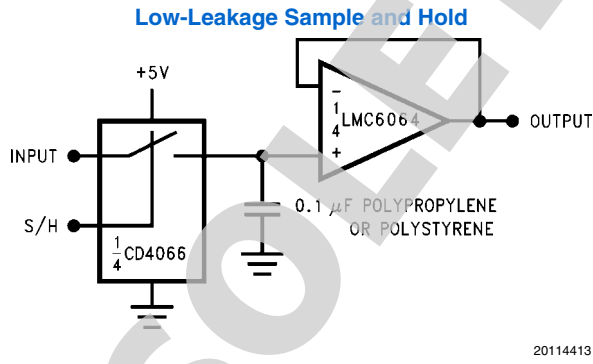 Low-Leakage Sample and Hold
+5V
−
1/4 LMC6064
+
OUTPUT
INPUT
S/H
1/4 CD4066
0.1 μF POLYPROPYLENE
OR POLYSTYRENE
20114413